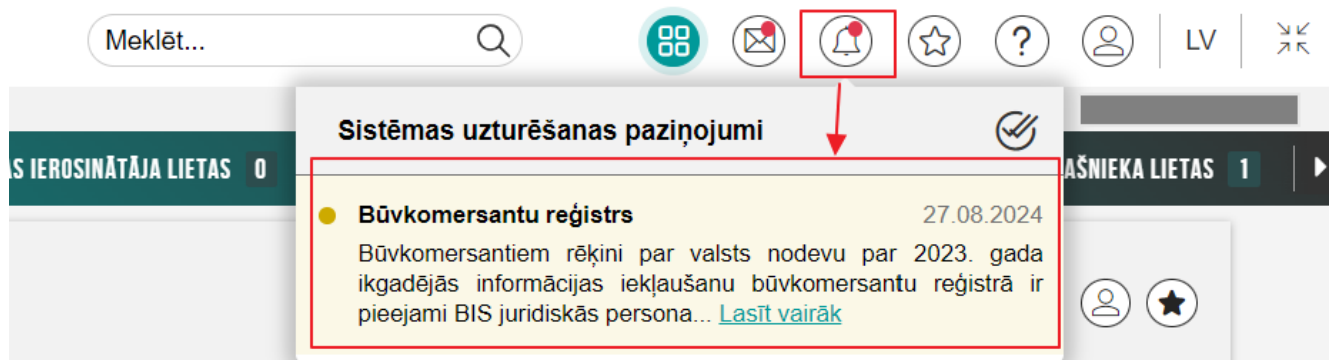 Meklēt...
?
LV
Sistēmas uzturēšanas paziņojumi
S IEROSINĀTĀJA LIETAS 0
AŠNIEKA LIETAS 1
Būvkomersantu reģistrs 27.08.2024
Būvkomersantiem rēķini par valsts nodevu par 2023. gada
ikgadējās informācijas iekļaušanu būvkomersantu reģistrā ir
pieejami BIS juridiskās persona... Lasīt vairāk